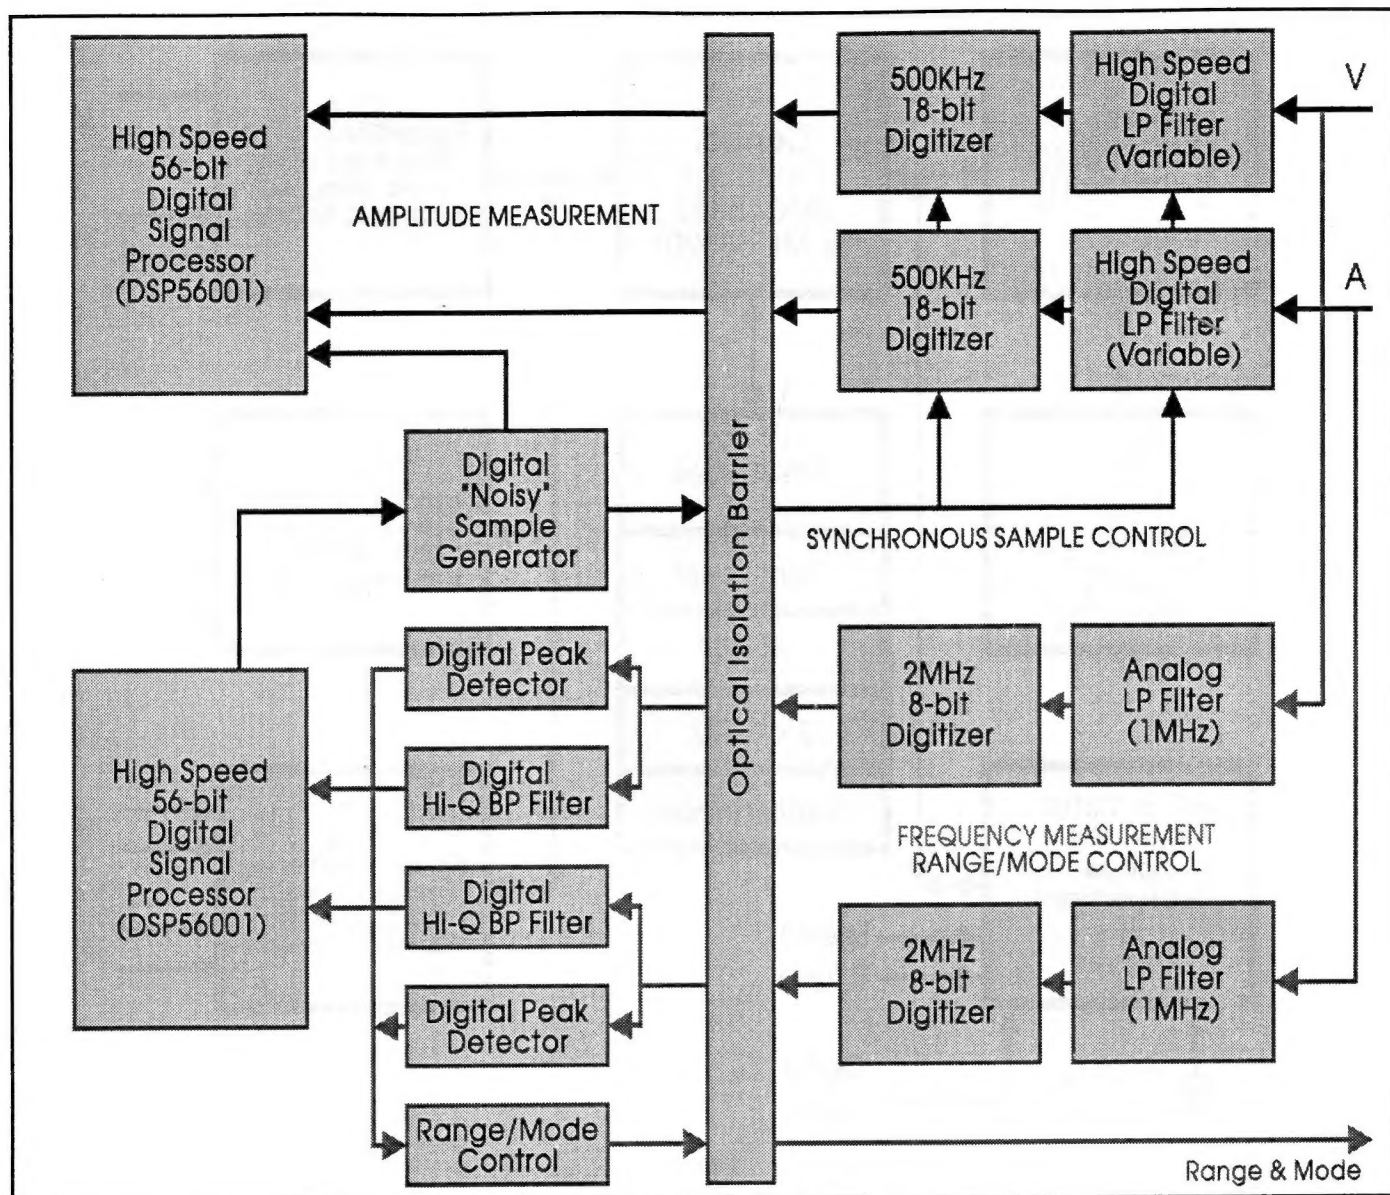 High Speed
56-bit
Digital
Signal
Processor
(DSP56001)
AMPLITUDE MEASUREMENT
500KHz
18-bit
Digitizer
High Speed
Digital
LP Filter
(Variable)
V
500KHz
18-bit
Digitizer
High Speed
Digital
LP Filter
(Variable)
A
Digital
"Noisy"
Sample
Generator
Optical Isolation Barrier
SYNCHRONOUS SAMPLE CONTROL
High Speed
56-bit
Digital
Signal
Processor
(DSP56001)
Digital Peak
Detector
Digital
Hi-Q BP Filter
Digital
Hi-Q BP Filter
Digital Peak
Detector
Range/Mode
Control
2MHz
8-bit
Digitizer
Analog
LP Filter
(1MHz)
FREQUENCY MEASUREMENT
RANGE/MODE CONTROL
2MHz
8-bit
Digitizer
Analog
LP Filter
(1MHz)
Range & Mode